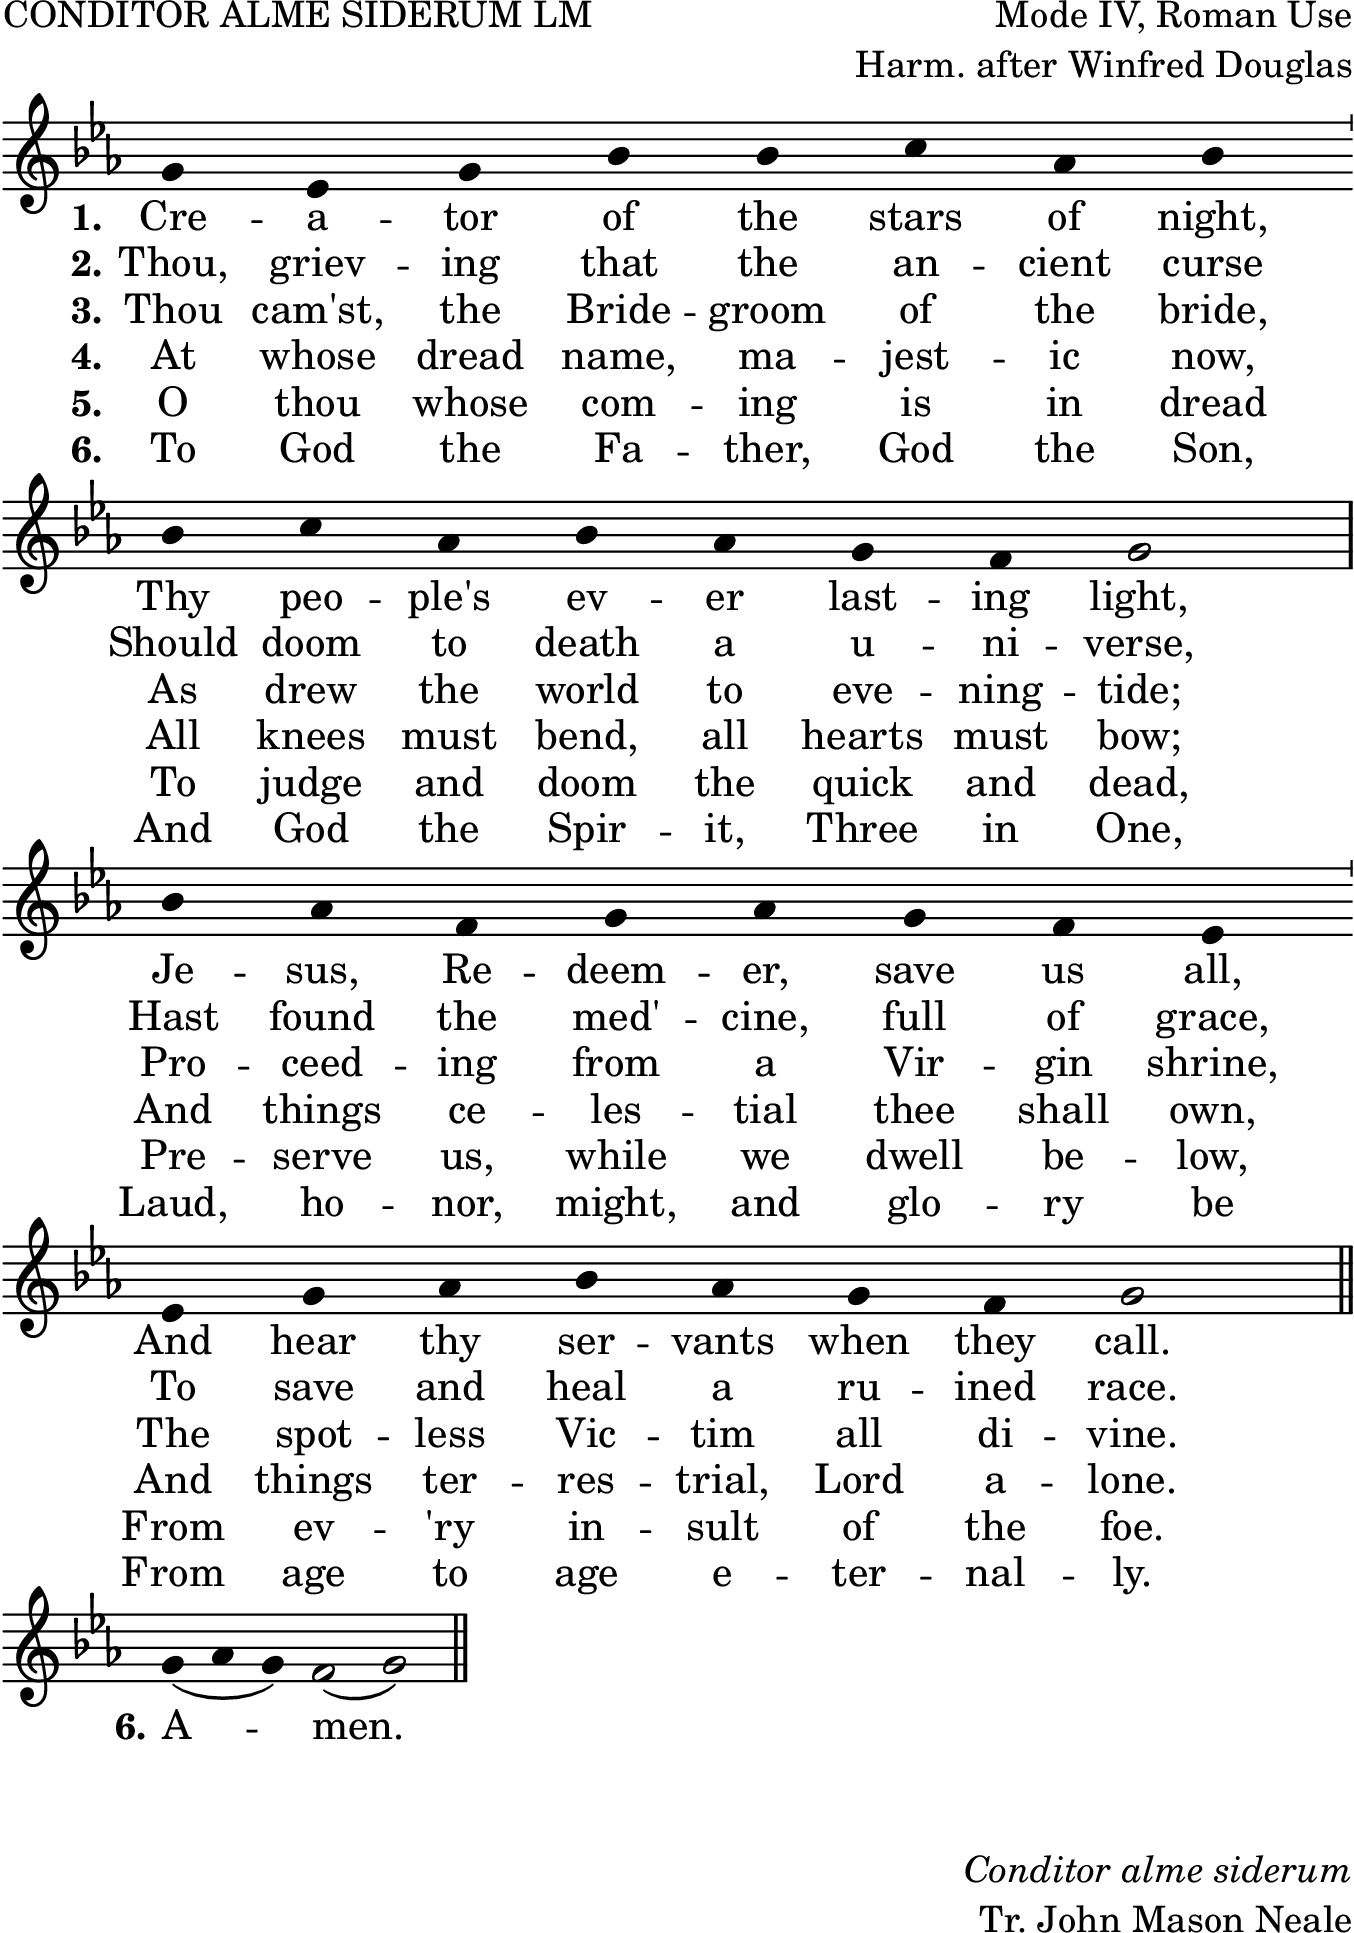 CONDITOR ALME SIDERUM LM
Mode IV, Roman Use
Harm. after Winfred Douglas
1. Cre -- a -- tor of the stars of night,
2. Thou, griev -- ing that the an -- cient curse
3. Thou cam'st, the Bride -- groom of the bride,
4. At whose dread name, ma -- jest -- ic now,
5. O thou whose com -- ing is in dread
6. To God the Fa -- ther, God the Son,
Thy peo -- ple's ev -- er last -- ing light,
Should doom to death a u -- ni -- verse,
As drew the world to eve -- ning -- tide;
All knees must bend, all hearts must bow;
To judge and doom the quick and dead,
And God the Spir -- it, Three in One,
Je -- sus, Re -- deem -- er, save us all,
Hast found the med' -- cine, full of grace,
Pro -- ceed -- ing from a Vir -- gin shrine,
And things ce -- les -- tial thee shall own,
Pre -- serve us, while we dwell be -- low,
Laud, ho -- nor, might, and glo -- ry be
And hear thy ser -- vants when they call.
To save and heal a ru -- ined race.
The spot -- less Vic -- tim all di -- vine.
And things ter -- res -- trial, Lord a -- lone.
From ev -- 'ry in -- sult of the foe.
From age to age e -- ter -- nal -- ly.
6. A -- men.
Conditor alme siderum
Tr. John Mason Neale